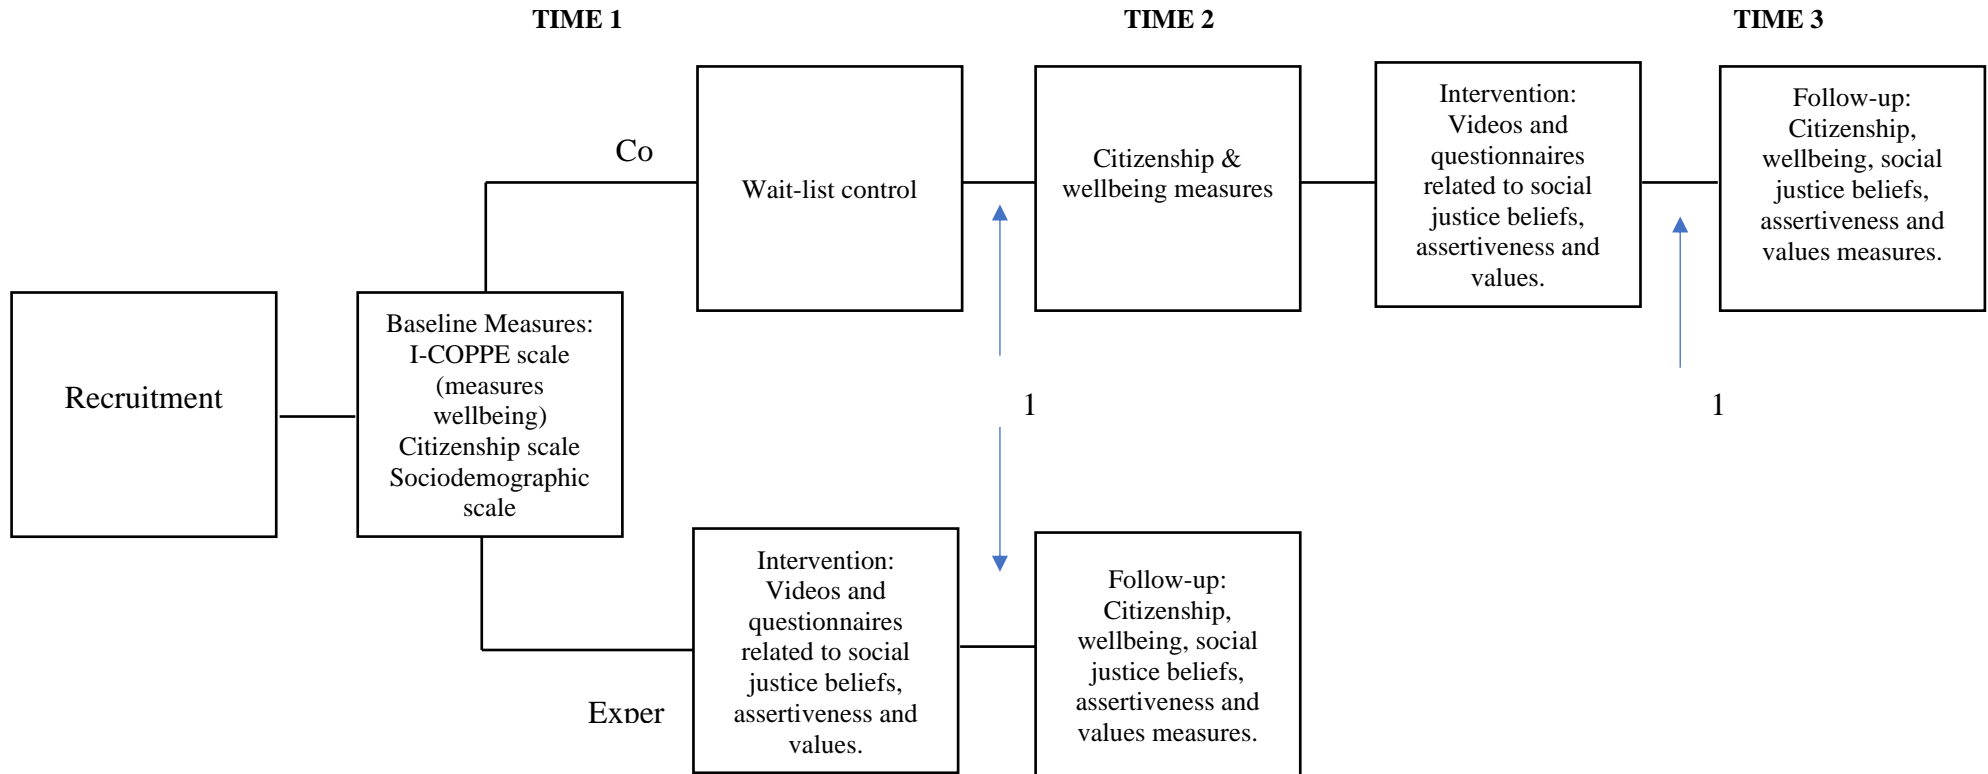 TIME 1
TIME 2
TIME 3
Co
Wait-list control
Citizenship &
wellbeing measures
Intervention:
Videos and
questionnaires
related to social
justice beliefs,
assertiveness and
values.
Follow-up:
Citizenship,
wellbeing, social
justice beliefs,
assertiveness and
values measures.
Recruitment
Baseline Measures:
I-COPPE scale
(measures
wellbeing)
Citizenship scale
Sociodemographic
scale
1
1
Exper
Intervention:
Videos and
questionnaires
related to social
justice beliefs,
assertiveness and
values.
Follow-up:
Citizenship,
wellbeing, social
justice beliefs,
assertiveness and
values measures.